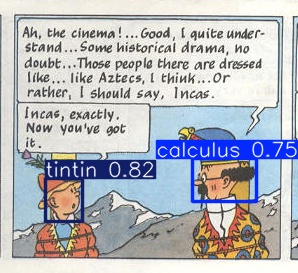 Ah, the cinema!...Good, I quite under-
stand...Some historical drama, no
doubt...Those people there are dressed
like...like Aztecs, I think...Or
rather, I should say, Incas.
Incas, exactly.
Now you've got
it.
calculus 0.75
tintin 0.82